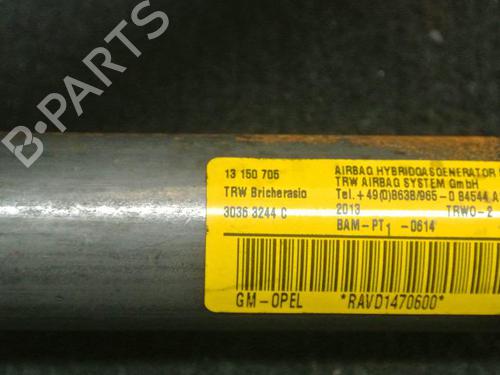 B-Parts
13 150 705
TRW Bricherasio
3036 3244 C
AIRBAG HYBRIDGASGENERATOR
TRW AIRBAG SYSTEM GmbH
Tel.+49(0)8638/965-0 84544 A
2013 TRWO-2
BAM-PT1 -0614
GM-OPEL *RAVD1470600*